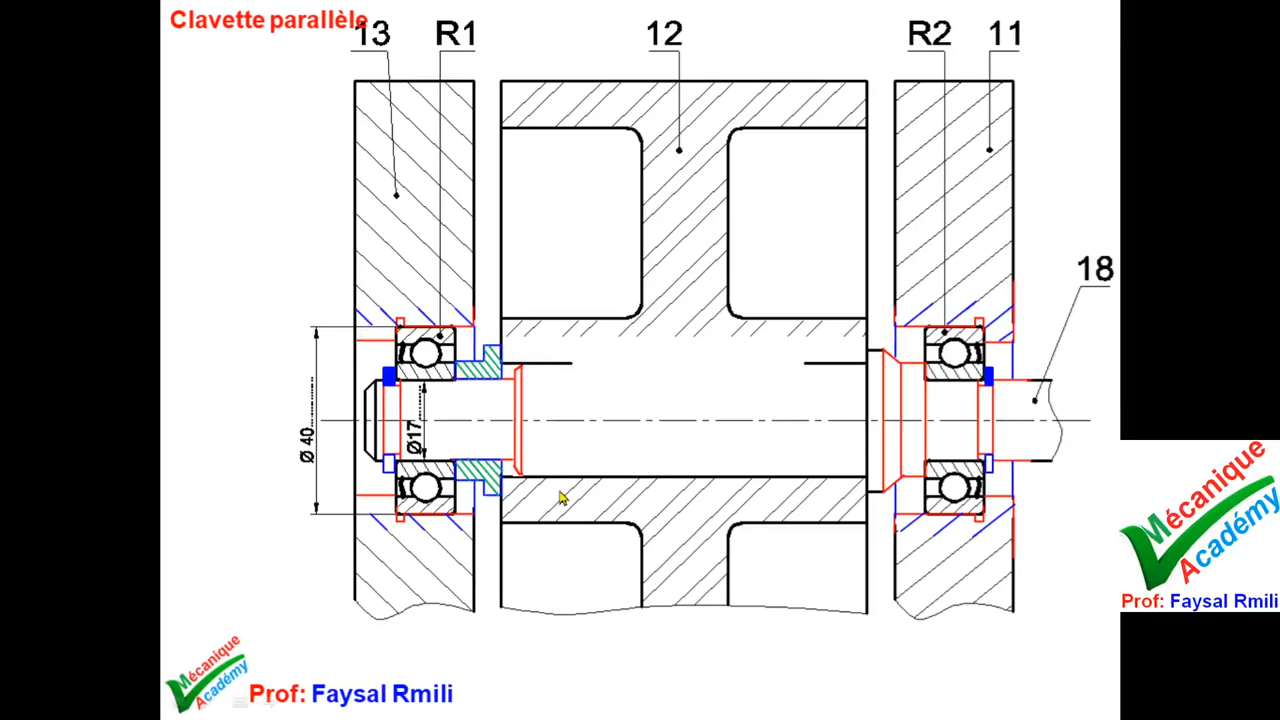 Clavette parallèle
13
R1
12
R2
11
18
Ø 40
Ø17
Mécanique
Académy
Prof: Faysal Rmili
Mécanique
Académy
Prof: Faysal Rmili